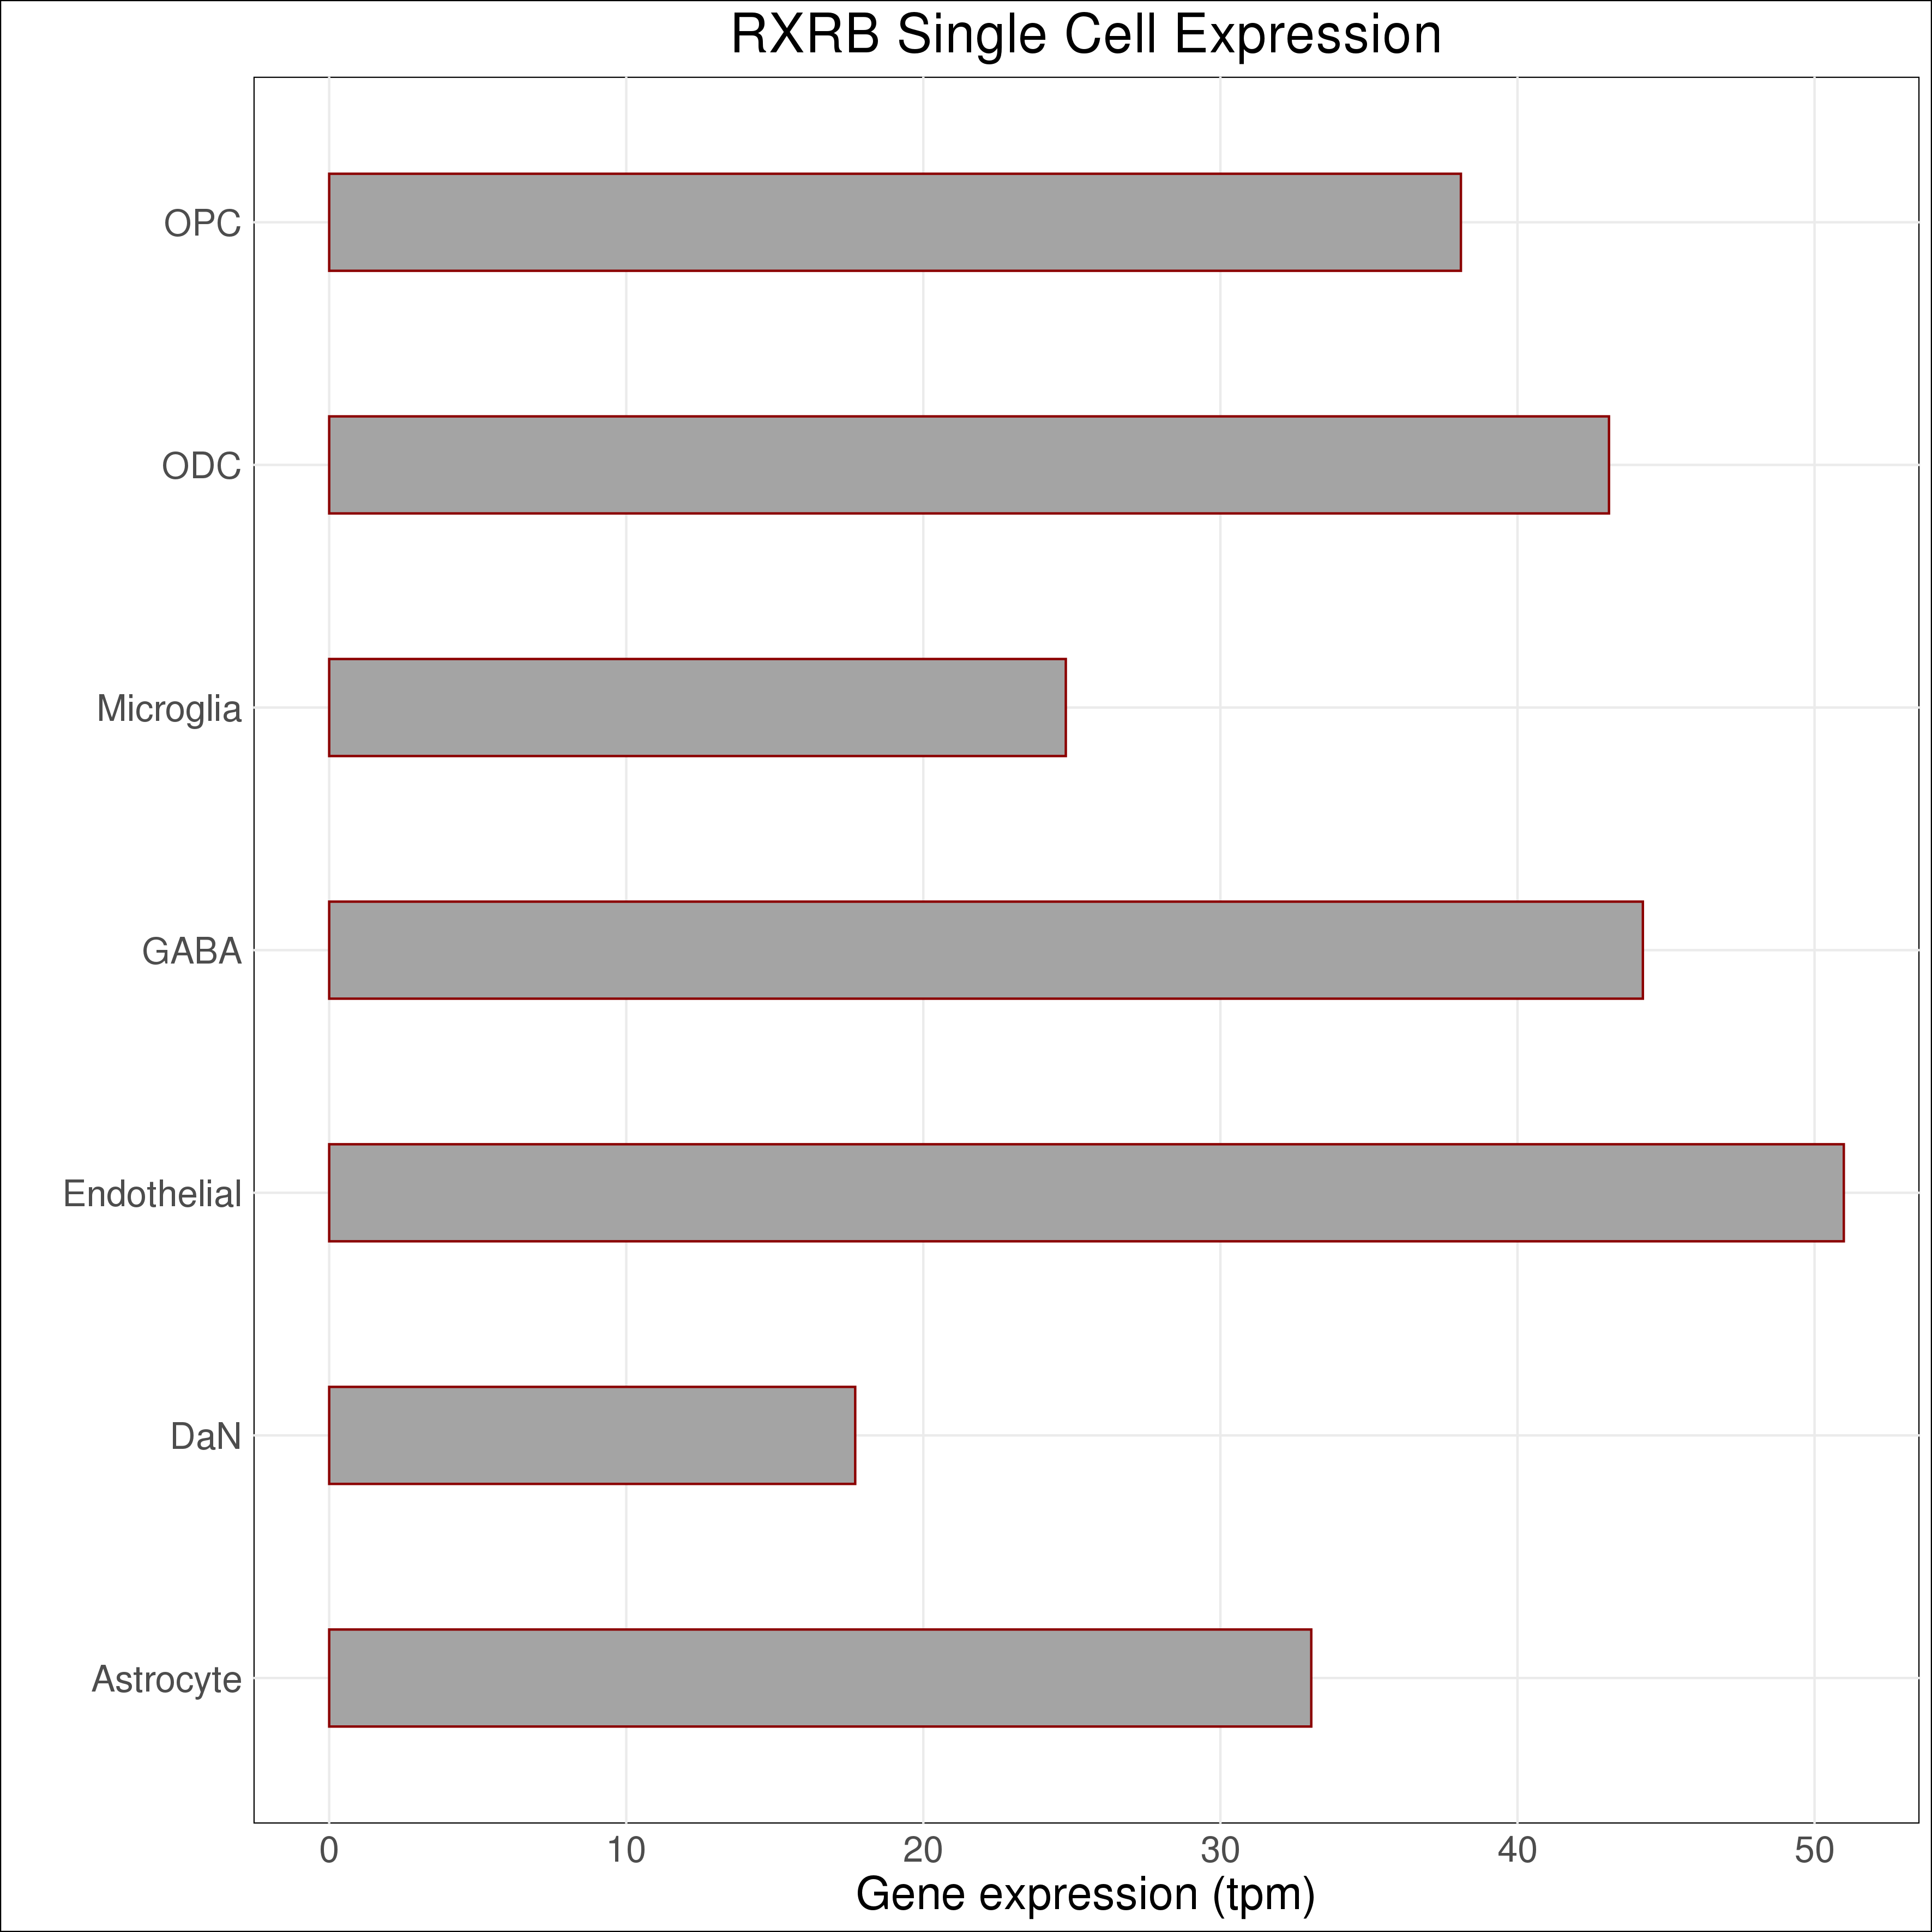 RXRB Single Cell Expression
OPC
ODC
Microglia
GABA
Endothelial
DaN
Astrocyte
0 10 20 30 40 50
Gene expression (tpm)